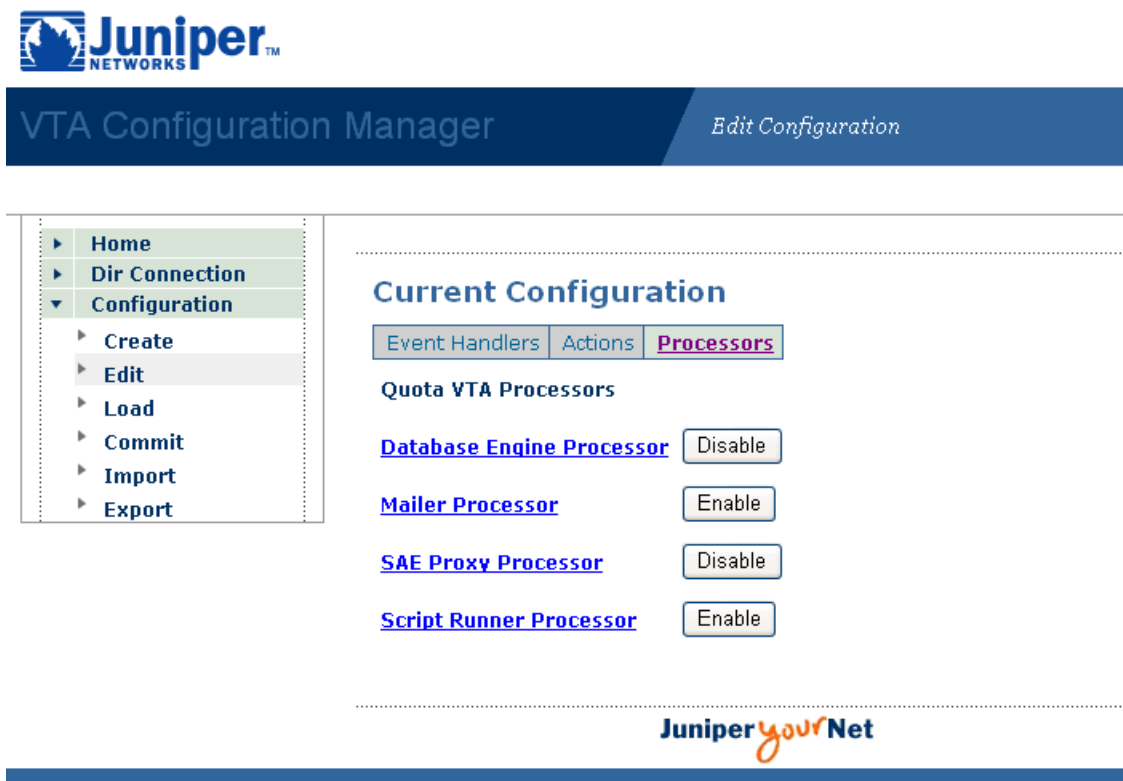 Juniper™
NETWORKS
VTA Configuration Manager
Edit Configuration
Home
Dir Connection
Configuration
Create
Edit
Load
Commit
Import
Export
Current Configuration
Event Handlers Actions Processors
Quota VTA Processors
Database Engine Processor Disable
Mailer Processor Enable
SAE Proxy Processor Disable
Script Runner Processor Enable
Juniper your Net